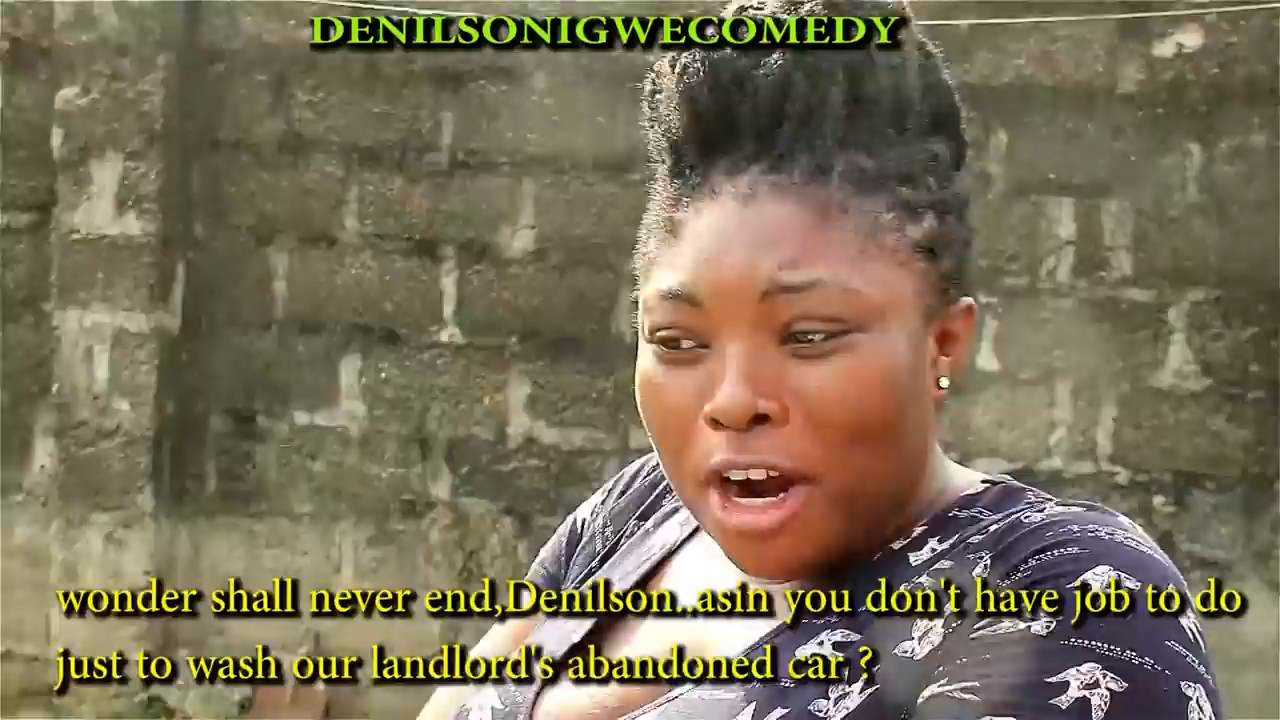 DENILSONIGWECOMEDY
wonder shall never end,Denilson..asin you don't have job to do
just to wash our landlord's abandoned car ?